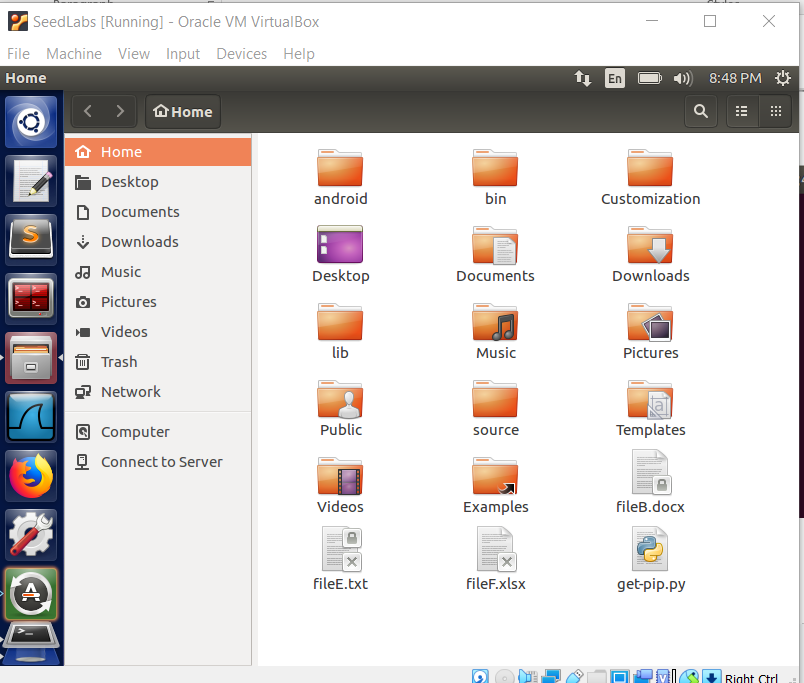 SeedLabs [Running] - Oracle VM VirtualBox
File Machine View Input Devices Help
Home En 8:48 PM
Home
Home
Desktop
Documents
Downloads
Music
Pictures
Videos
Trash
Network
Computer
Connect to Server
android bin Customization
Desktop Documents Downloads
lib Music Pictures
Public source Templates
Videos Examples fileB.docx
fileE.txt fileF.xlsx get-pip.py
Right Ctrl